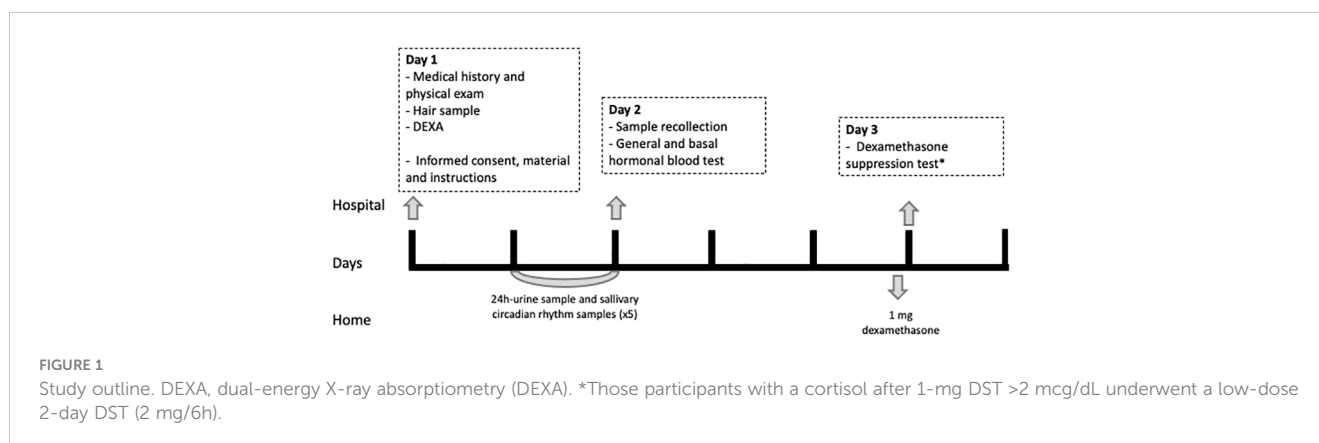 Day 1
- Medical history and
physical exam
- Hair sample
- DEXA
- Informed consent, material
and instructions
Day 2
- Sample recollection
- General and basal
hormonal blood test
Day 3
- Dexamethasone
suppression test*
Hospital
Days
Home
24h-urine sample and sallivary
circadian rhythm samples (x5)
1 mg
dexamethasone
FIGURE 1
Study outline. DEXA, dual-energy X-ray absorptiometry (DEXA). *Those participants with a cortisol after 1-mg DST >2 mcg/dL underwent a low-dose
2-day DST (2 mg/6h).